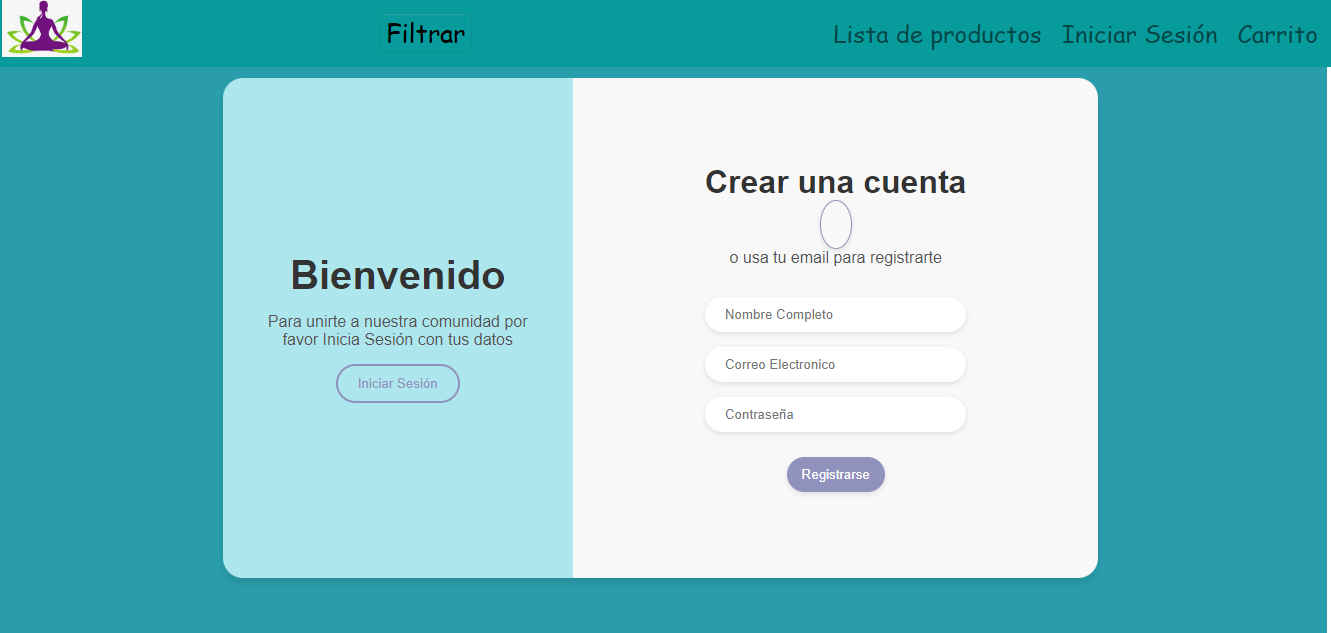 Filtrar
Lista de productos
Iniciar Sesión
Carrito
Bienvenido
Para unirte a nuestra comunidad por
favor Inicia Sesión con tus datos
Iniciar Sesión
Crear una cuenta
o usa tu email para registrarte
Nombre Completo
Correo Electronico
Contraseña
Registrarse